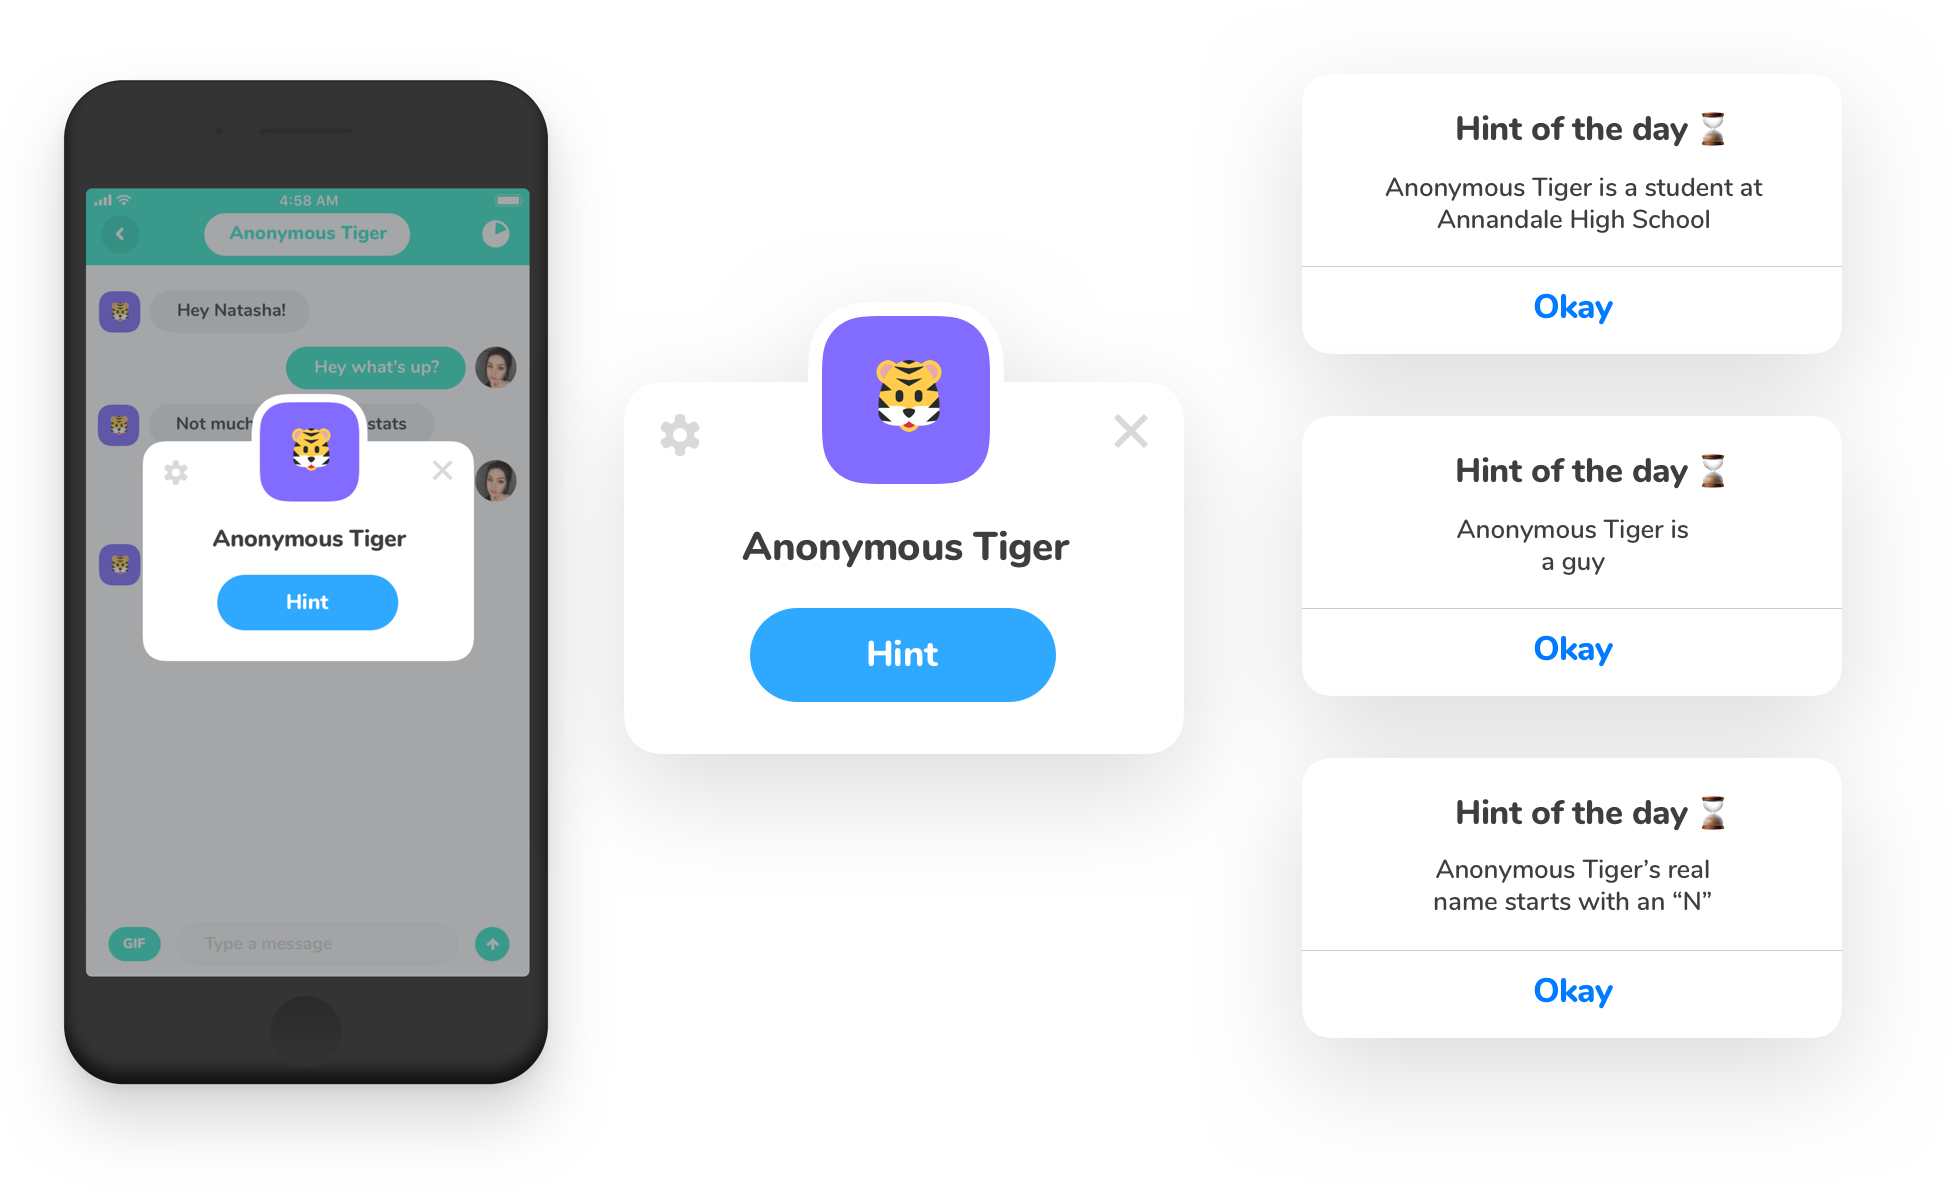 4:58 AM
Anonymous Tiger
Hey Natasha!
Hey what's up?
Not much stats
Anonymous Tiger
Hint
GIF
Type a message
Anonymous Tiger
Hint
Hint of the day ⏳
Anonymous Tiger is a student at
Annandale High School
Okay
Hint of the day ⏳
Anonymous Tiger is
a guy
Okay
Hint of the day ⏳
Anonymous Tiger’s real
name starts with an “N”
Okay